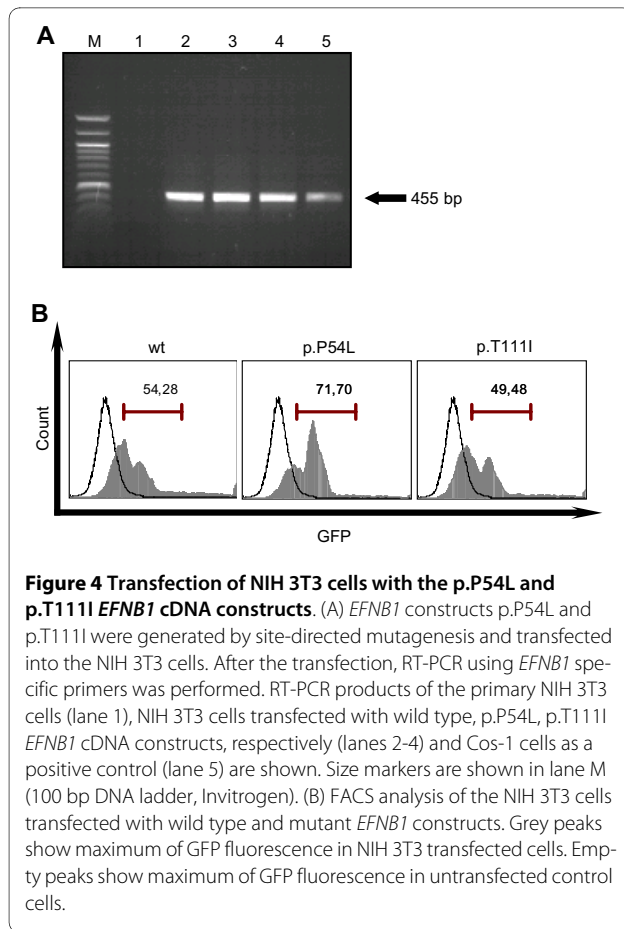 A
M 1 2 3 4 5
455 bp
B
wt p.P54L p.T111I
54,28 71,70 49,48
Count
GFP
Figure 4 Transfection of NIH 3T3 cells with the p.P54L and
p.T111I EFNB1 cDNA constructs. (A) EFNB1 constructs p.P54L and
p.T111I were generated by site-directed mutagenesis and transfected
into the NIH 3T3 cells. After the transfection, RT-PCR using EFNB1 spe-
cific primers was performed. RT-PCR products of the primary NIH 3T3
cells (lane 1), NIH 3T3 cells transfected with wild type, p.P54L, p.T111I
EFNB1 cDNA constructs, respectively (lanes 2-4) and Cos-1 cells as a
positive control (lane 5) are shown. Size markers are shown in lane M
(100 bp DNA ladder, Invitrogen). (B) FACS analysis of the NIH 3T3 cells
transfected with wild type and mutant EFNB1 constructs. Grey peaks
show maximum of GFP fluorescence in NIH 3T3 transfected cells. Emp-
ty peaks show maximum of GFP fluorescence in untransfected control
cells.